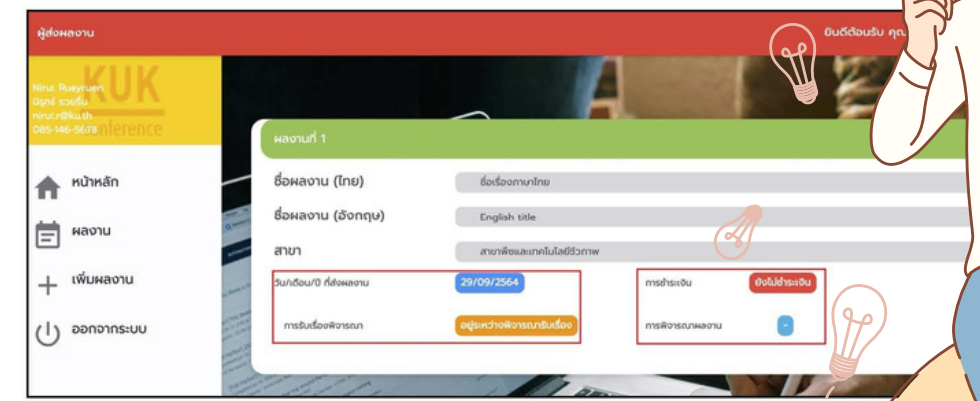 ผู้ส่งผลงาน
ยินดีต้อนรับ คุณ
KUK
Conference
Nirut Rueyruen
นิรุทธ์ รวยรื่น
nirut.r@ku.th
085-146-5678
หน้าหลัก
ผลงาน
เพิ่มผลงาน
ออกจากระบบ
ผลงานที่ 1
ชื่อผลงาน (ไทย) ชื่อเรื่องภาษาไทย
ชื่อผลงาน (อังกฤษ) English title
สาขา สาขาพืชและเทคโนโลยีชีวภาพ
วัน/เดือน/ปี ที่ส่งผลงาน 29/09/2564 การชำระเงิน ยังไม่ชำระเงิน
การรับเรื่องพิจารณา อยู่ระหว่างพิจารณารับเรื่อง การพิจารณาผลงาน -